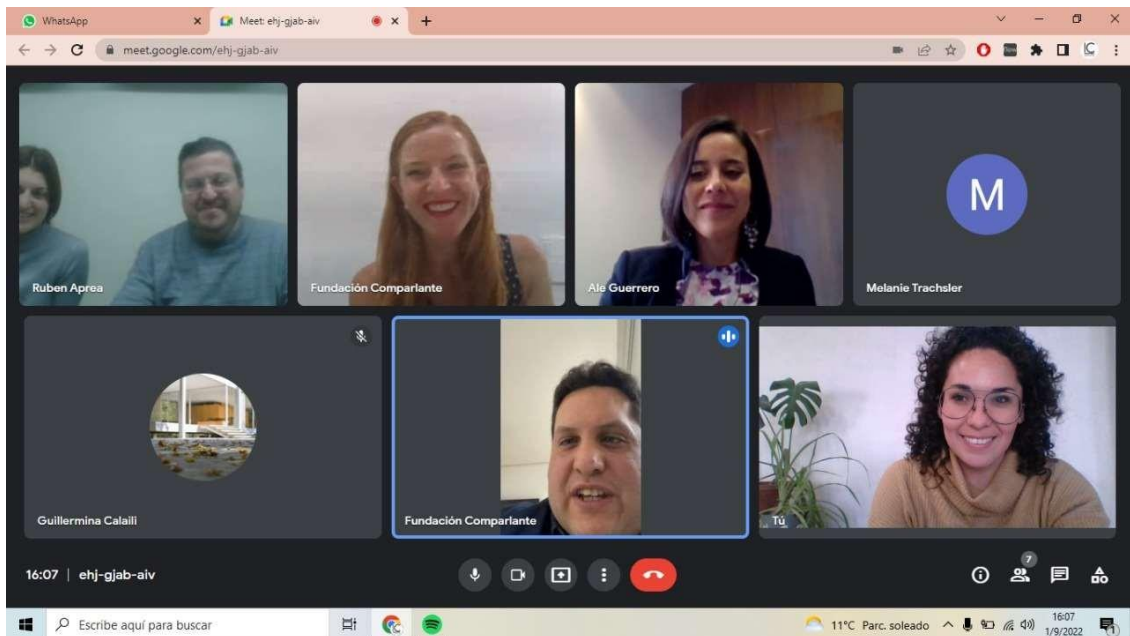 WhatsApp
Meet: ehj-gjab-aiv
meet.google.com/ehj-gjab-aiv
Ruben Aprea
Fundación Comparlante
Ale Guerrero
M
Melanie Trachsler
Guillermina Calaili
Fundación Comparlante
Tú
16:07 | ehj-gjab-aiv
7
Escribe aquí para buscar
11°C Parc. soleado
16:07
1/9/2022
1